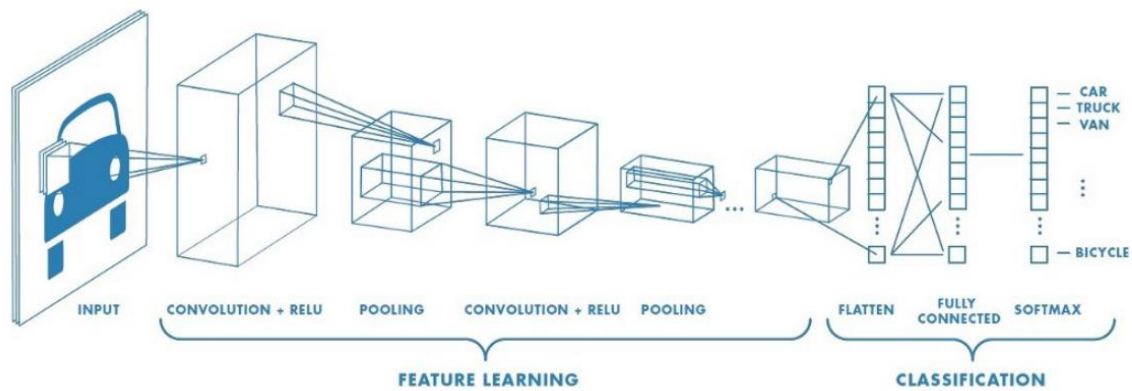 CAR
TRUCK
VAN
BICYCLE
INPUT
CONVOLUTION + RELU
POOLING
CONVOLUTION + RELU
POOLING
FLATTEN
FULLY
CONNECTED
SOFTMAX
FEATURE LEARNING
CLASSIFICATION